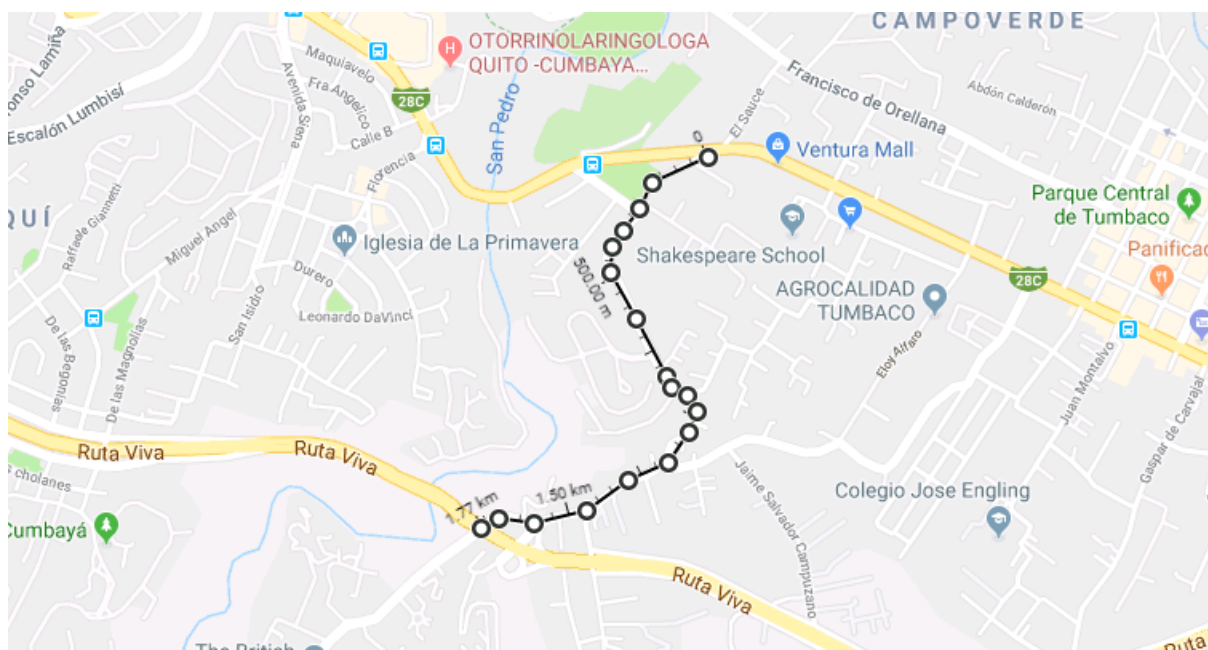 CAMPOVERDE
OTORRINOLARINGOLOGA
QUITO -CUMBAYA...
Maquiavelo
Fra Angelico
Calle B
28C
Avenida Siena
Escalón Lumbisí
San Pedro
Francisco de Orellana
Abdón Calderón
El Sauce
0
Ventura Mall
Florencia
Parque Central
de Tumbaco
Raffaele Giannetti
Miguel Angel
Iglesia de La Primavera
Shakespeare School
Panificad
QUÍ
Durero
500.00 m
AGROCALIDAD
TUMBACO
28C
San Isidro
Leonardo DaVinci
De las Begonias
De las Magnolias
Eloy Alfaro
Juan Montalvo
Gaspar de Carvajal
Ruta Viva
Ruta Viva
cholanes
1.50 km
1.77 km
Jaime Salvador Campuzano
Colegio Jose Engling
Cumbayá
Ruta Viva
The British
Ruta